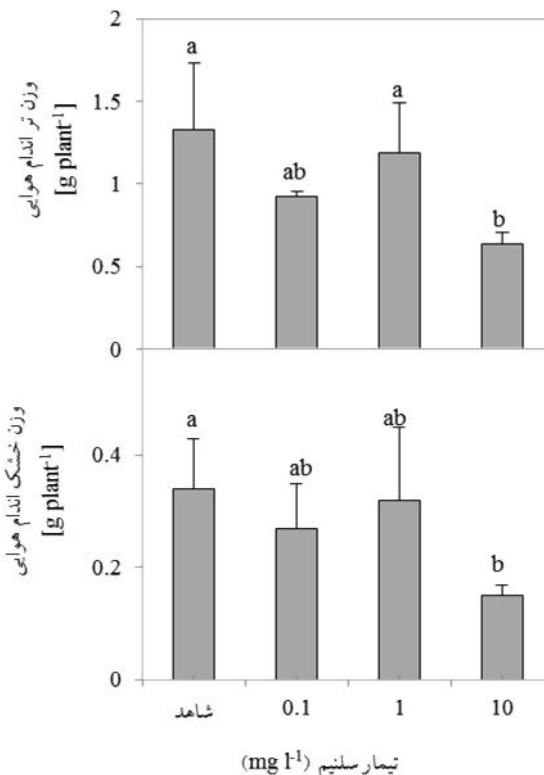 2
1.5
1
0.5
0
وزن تر اندام هوایی
[g plant-1]
a
ab
a
b
0.4
0.2
0
وزن خشک اندام هوایی
[g plant-1]
a
ab
ab
b
شاهد
0.1
1
10
تیمار سلنیم (mg l-1)